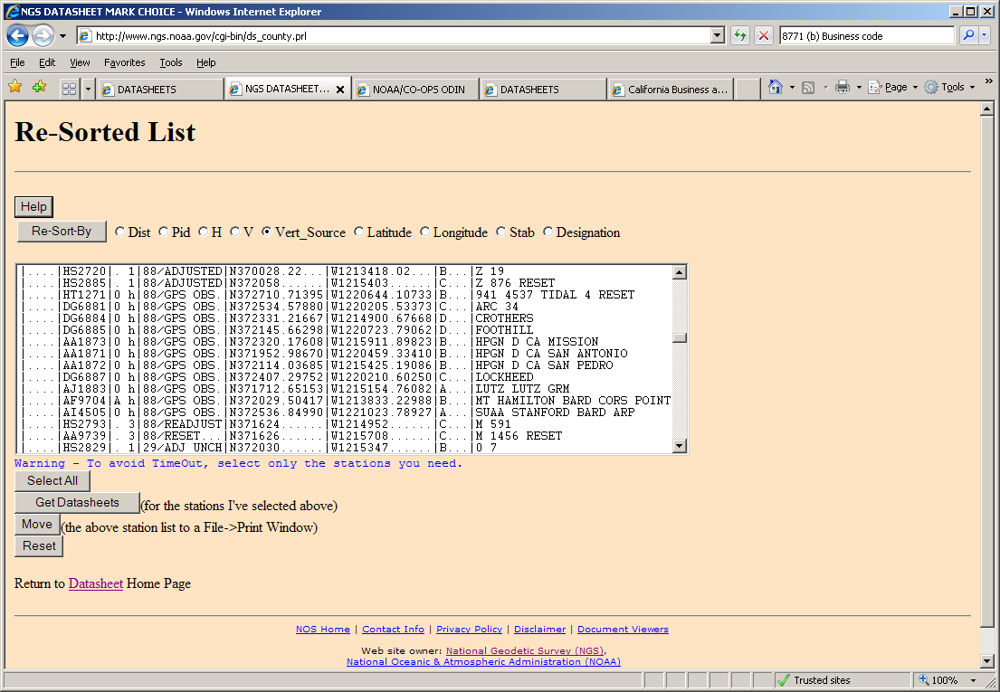 NGS DATASHEET MARK CHOICE - Windows Internet Explorer
http://www.ngs.noaa.gov/cgi-bin/ds_county.prl 8771 (b) Business code
File Edit View Favorites Tools Help
DATASHEETS NGS DATASHEET... NOAA/CO-OPS ODIN DATASHEETS California Business a... Page Tools »
Re-Sorted List
Help
Re-Sort-By Dist Pid H V Vert_Source Latitude Longitude Stab Designation
|....|HS2720|. 1|88/ADJUSTED|N370028.22...|W1213418.02...|B...|Z 19
|....|HS2885|. 1|88/ADJUSTED|N372058......|W1215403......|C...|Z 876 RESET
|....|HT1271|0 h|88/GPS OBS.|N372710.71395|W1220644.10733|B...|941 4537 TIDAL 4 RESET
|....|DG6881|0 h|88/GPS OBS.|N372534.57880|W1220205.53373|C...|ARC 34
|....|DG6884|0 h|88/GPS OBS.|N372331.21667|W1214900.67668|D...|CROTHERS
|....|DG6885|0 h|88/GPS OBS.|N372145.66298|W1220723.79062|D...|FOOTHILL
|....|AA1873|0 h|88/GPS OBS.|N372320.17608|W1215911.89823|B...|HPGN D CA MISSION
|....|AA1871|0 h|88/GPS OBS.|N371952.98670|W1220459.33410|B...|HPGN D CA SAN ANTONIO
|....|AA1872|0 h|88/GPS OBS.|N372114.03685|W1215425.19086|B...|HPGN D CA SAN PEDRO
|....|DG6887|0 h|88/GPS OBS.|N372407.29752|W1220210.60250|C...|LOCKHEED
|....|AJ1883|0 h|88/GPS OBS.|N371712.65153|W1215154.76082|A...|LUTZ LUTZ GRM
|....|AF9704|A h|88/GPS OBS.|N372029.50417|W1213833.22988|B...|MT HAMILTON BARD CORS POINT
|....|AI4505|0 h|88/GPS OBS.|N372536.84990|W1221023.78927|A...|SUAA STANFORD BARD ARP
|....|HS2793|. 3|88/READJUST|N371624......|W1214952......|C...|M 591
|....|AA9739|. 3|88/RESET...|N371626......|W1215708......|C...|M 1456 RESET
|....|HS2829|. 1|29/ADJ UNCH|N372030......|W1215347......|B...|O 7
Warning - To avoid TimeOut, select only the stations you need.
Select All
Get Datasheets (for the stations I've selected above)
Move (the above station list to a File->Print Window)
Reset
Return to Datasheet Home Page
NOS Home | Contact Info | Privacy Policy | Disclaimer | Document Viewers
Web site owner: National Geodetic Survey (NGS),
National Oceanic & Atmospheric Administration (NOAA)
Trusted sites 100%